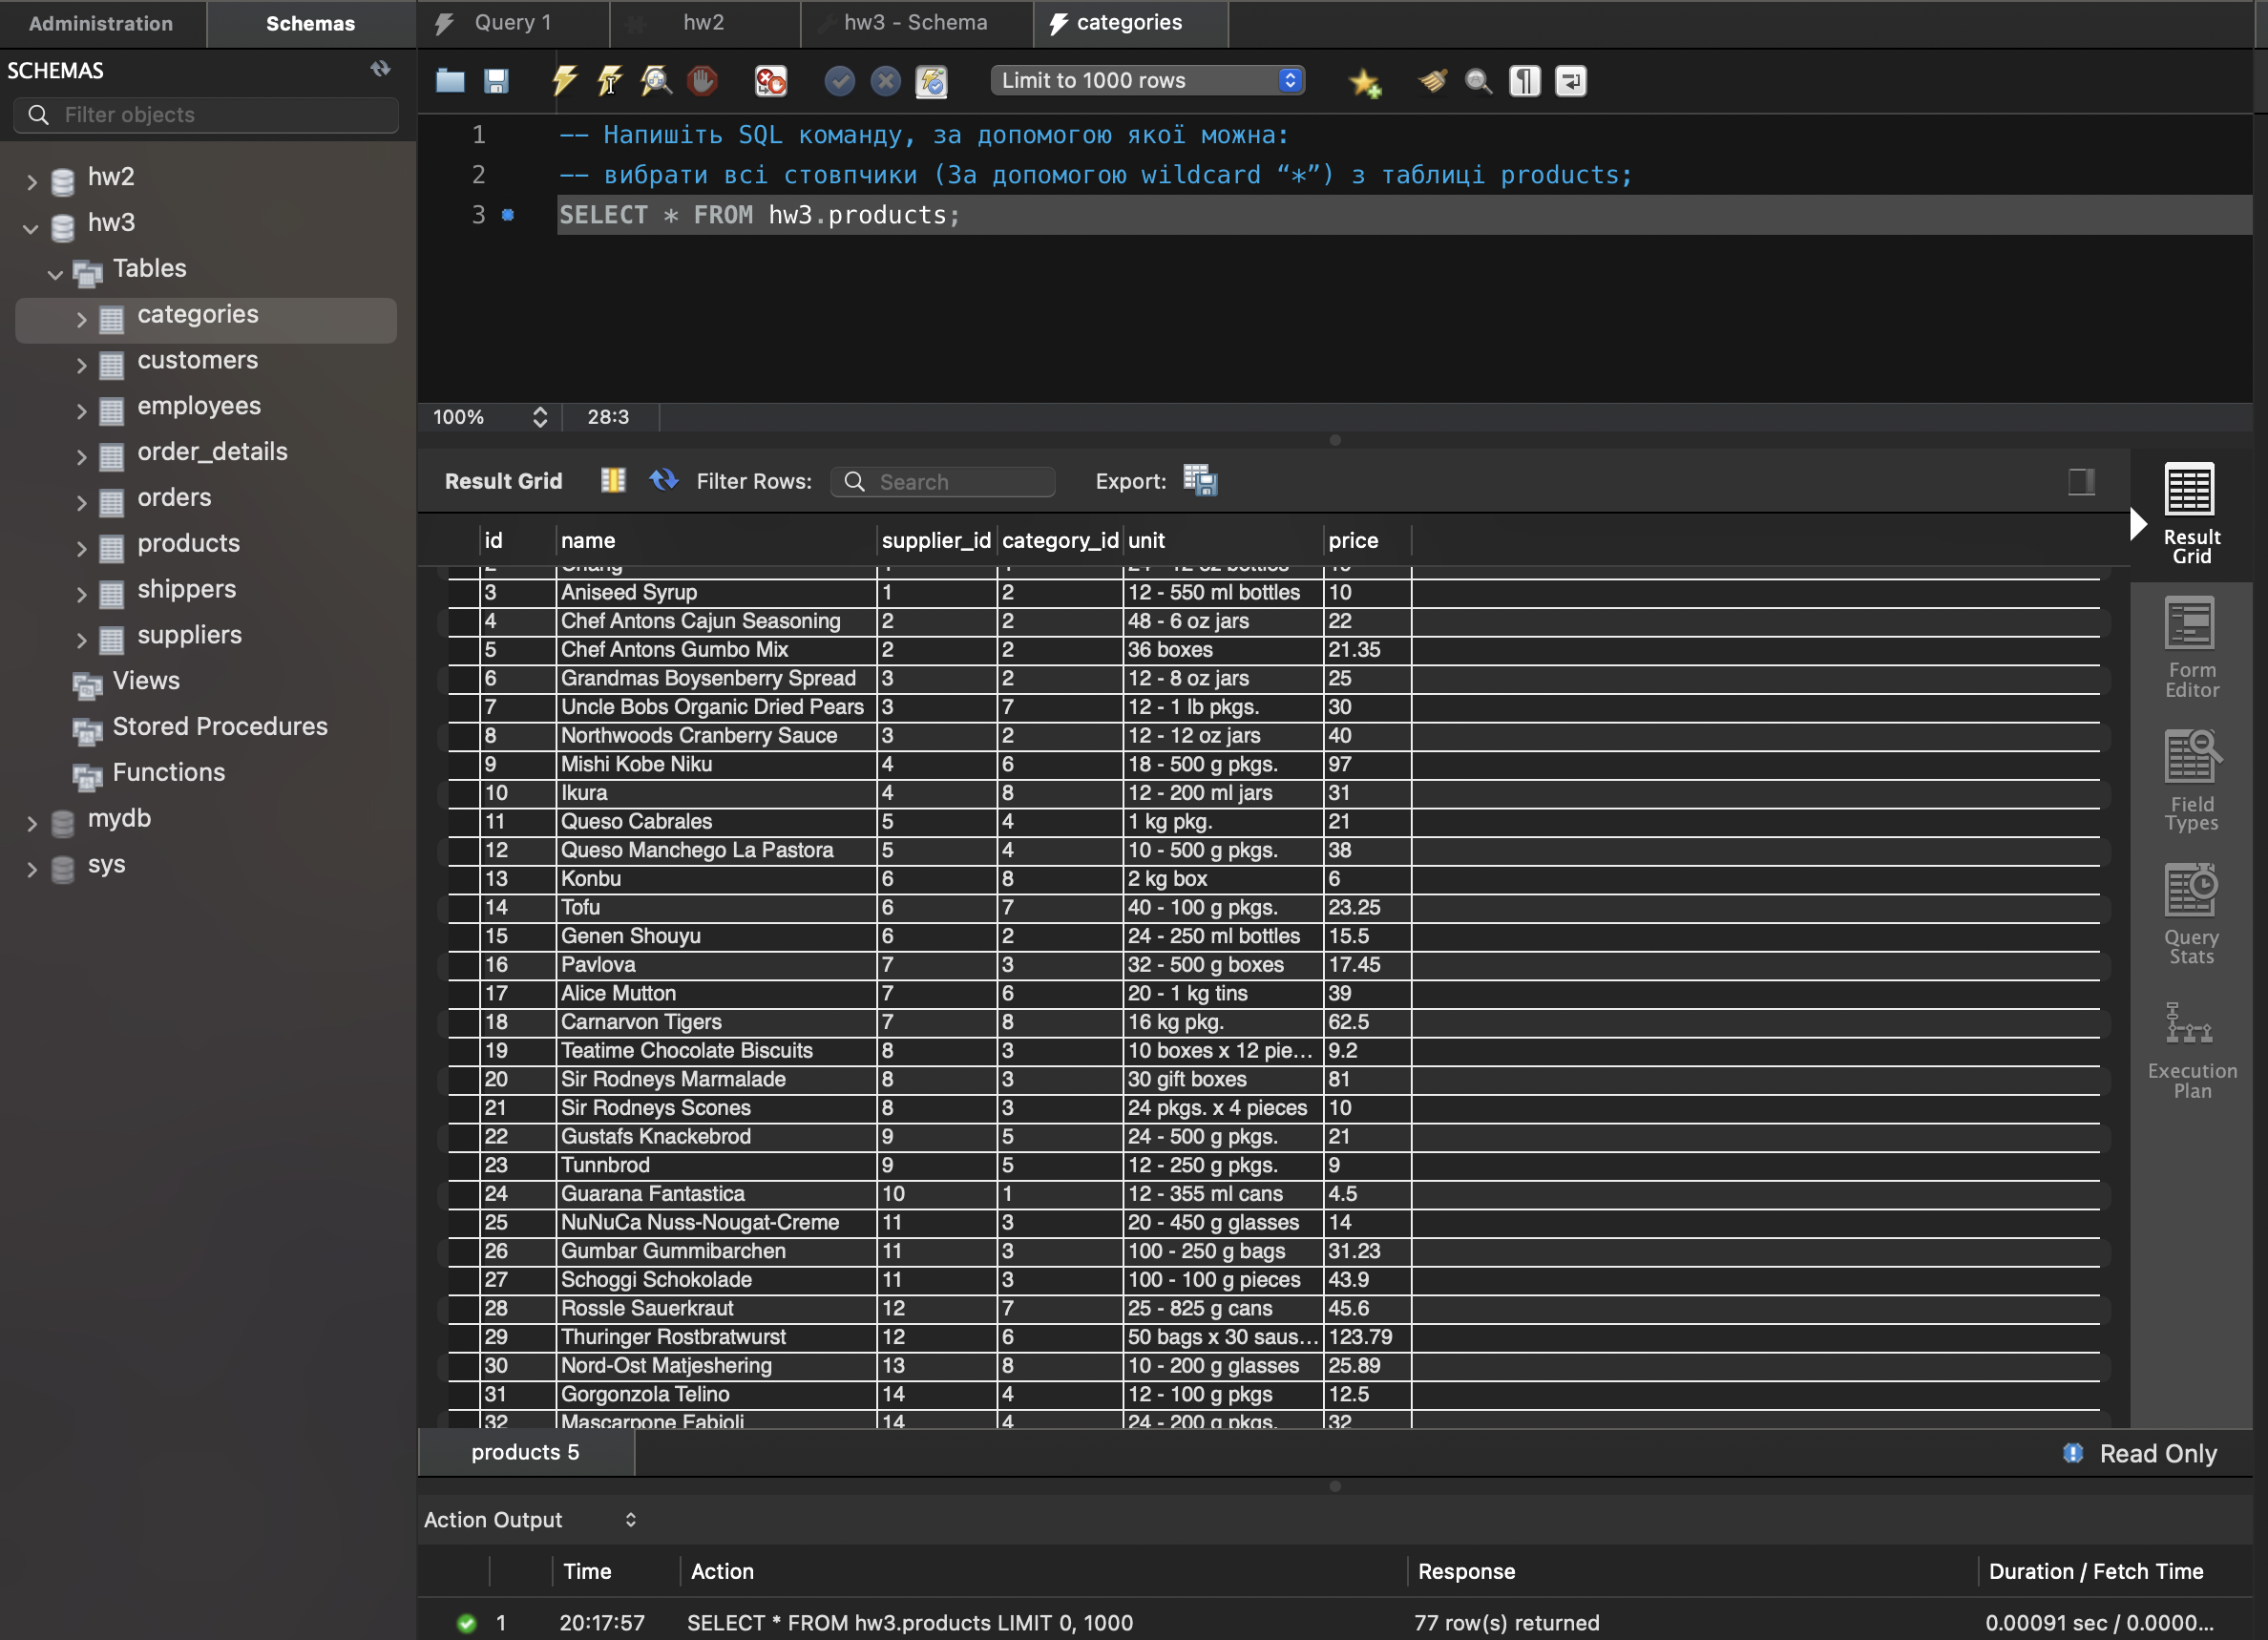 Administration Schemas
SCHEMAS
Filter objects
hw2
hw3
Tables
categories
customers
employees
order_details
orders
products
shippers
suppliers
Views
Stored Procedures
Functions
mydb
sys
Query 1 hw2 hw3 - Schema categories
Limit to 1000 rows
1 -- Напишіть SQL команду, за допомогою якої можна:
2 -- вибрати всі стовпчики (За допомогою wildcard “*”) з таблиці products;
3 SELECT * FROM hw3.products;
100% 28:3
Result Grid Filter Rows: Search Export:
id name supplier_id category_id unit price
2 Chang 1 1 24 - 12 oz bottles 19
3 Aniseed Syrup 1 2 12 - 550 ml bottles 10
4 Chef Antons Cajun Seasoning 2 2 48 - 6 oz jars 22
5 Chef Antons Gumbo Mix 2 2 36 boxes 21.35
6 Grandmas Boysenberry Spread 3 2 12 - 8 oz jars 25
7 Uncle Bobs Organic Dried Pears 3 7 12 - 1 lb pkgs. 30
8 Northwoods Cranberry Sauce 3 2 12 - 12 oz jars 40
9 Mishi Kobe Niku 4 6 18 - 500 g pkgs. 97
10 Ikura 4 8 12 - 200 ml jars 31
11 Queso Cabrales 5 4 1 kg pkg. 21
12 Queso Manchego La Pastora 5 4 10 - 500 g pkgs. 38
13 Konbu 6 8 2 kg box 6
14 Tofu 6 7 40 - 100 g pkgs. 23.25
15 Genen Shouyu 6 2 24 - 250 ml bottles 15.5
16 Pavlova 7 3 32 - 500 g boxes 17.45
17 Alice Mutton 7 6 20 - 1 kg tins 39
18 Carnarvon Tigers 7 8 16 kg pkg. 62.5
19 Teatime Chocolate Biscuits 8 3 10 boxes x 12 pie... 9.2
20 Sir Rodneys Marmalade 8 3 30 gift boxes 81
21 Sir Rodneys Scones 8 3 24 pkgs. x 4 pieces 10
22 Gustafs Knackebrod 9 5 24 - 500 g pkgs. 21
23 Tunnbrod 9 5 12 - 250 g pkgs. 9
24 Guarana Fantastica 10 1 12 - 355 ml cans 4.5
25 NuNuCa Nuss-Nougat-Creme 11 3 20 - 450 g glasses 14
26 Gumbar Gummibarchen 11 3 100 - 250 g bags 31.23
27 Schoggi Schokolade 11 3 100 - 100 g pieces 43.9
28 Rossle Sauerkraut 12 7 25 - 825 g cans 45.6
29 Thuringer Rostbratwurst 12 6 50 bags x 30 saus... 123.79
30 Nord-Ost Matjeshering 13 8 10 - 200 g glasses 25.89
31 Gorgonzola Telino 14 4 12 - 100 g pkgs 12.5
32 Mascarpone Fabioli 14 4 24 - 200 g pkgs. 32
Result
Grid
Form
Editor
Field
Types
Query
Stats
Execution
Plan
products 5 Read Only
Action Output
Time Action Response Duration / Fetch Time
1 20:17:57 SELECT * FROM hw3.products LIMIT 0, 1000 77 row(s) returned 0.00091 sec / 0.0000...